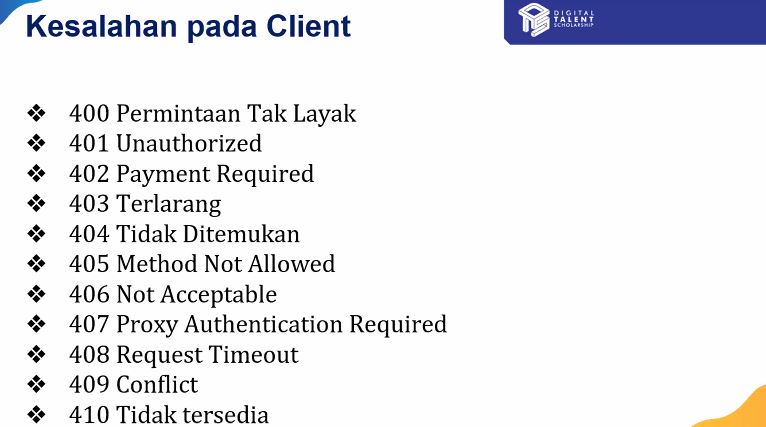 Kesalahan pada Client
DIGITAL
TALENT
SCHOLARSHIP
❖ 400 Permintaan Tak Layak
❖ 401 Unauthorized
❖ 402 Payment Required
❖ 403 Terlarang
❖ 404 Tidak Ditemukan
❖ 405 Method Not Allowed
❖ 406 Not Acceptable
❖ 407 Proxy Authentication Required
❖ 408 Request Timeout
❖ 409 Conflict
❖ 410 Tidak tersedia